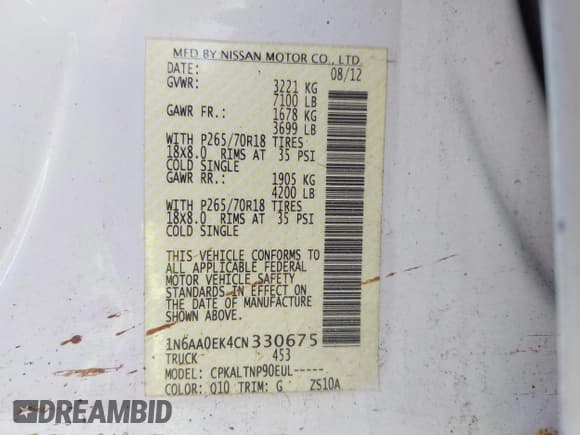 MFD BY NISSAN MOTOR CO., LTD.
DATE: 08/12
GVWR: 3221 KG
7100 LB
GAWR FR.: 1678 KG
3699 LB
WITH P265/70R18 TIRES
18X8.0 RIMS AT 35 PSI
COLD SINGLE
GAWR RR.: 1905 KG
4200 LB
WITH P265/70R18 TIRES
18X8.0 RIMS AT 35 PSI
COLD SINGLE
THIS VEHICLE CONFORMS TO
ALL APPLICABLE FEDERAL
MOTOR VEHICLE SAFETY
STANDARDS IN EFFECT ON
THE DATE OF MANUFACTURE
SHOWN ABOVE.
1N6AA0EK4CN330675
TRUCK 453
MODEL: CPKALTNP90EUL-----
COLOR: Q10 TRIM: G ZS10A
DREAMBID